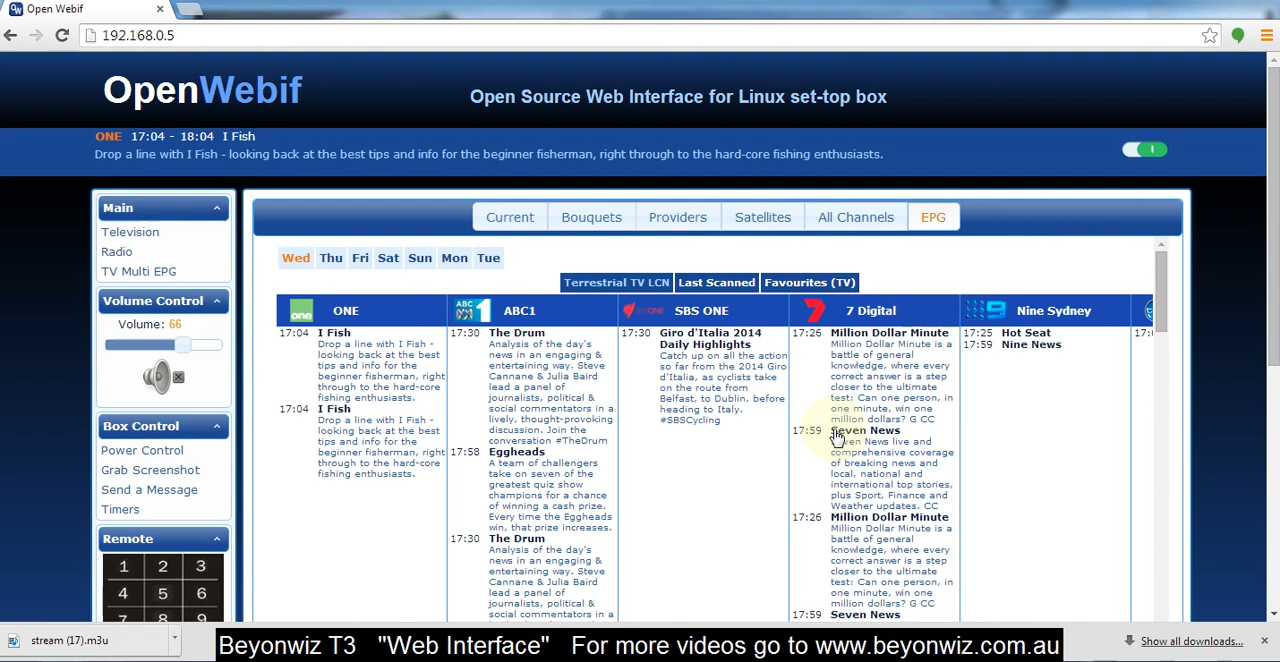 Open Webif
192.168.0.5
OpenWebif
Open Source Web Interface for Linux set-top box
ONE 17:04 - 18:04 I Fish
Drop a line with I Fish - looking back at the best tips and info for the beginner fisherman, right through to the hard-core fishing enthusiasts.
Main
Television
Radio
TV Multi EPG
Volume Control
Volume: 66
Box Control
Power Control
Grab Screenshot
Send a Message
Timers
Remote
1 2 3
4 5 6
7 8 9
Current Bouquets Providers Satellites All Channels EPG
Wed Thu Fri Sat Sun Mon Tue
Terrestrial TV LCN Last Scanned Favourites (TV)
one ONE
17:04 I Fish
Drop a line with I Fish -
looking back at the best
tips and info for the
beginner fisherman, right
through to the hard-core
fishing enthusiasts.
17:04 I Fish
Drop a line with I Fish -
looking back at the best
tips and info for the
beginner fisherman, right
through to the hard-core
fishing enthusiasts.
ABC 1 ABC1
17:30 The Drum
Analysis of the day's
news in an engaging &
entertaining way. Steve
Cannane & Julia Baird
lead a panel of
journalists, political &
social commentators in a
lively, thought-provoking
discussion. Join the
conversation #TheDrum
17:58 Eggheads
A team of challengers
take on seven of the
greatest quiz show
champions for a chance
of winning a cash prize.
Every time the Eggheads
win, that prize increases.
17:30 The Drum
Analysis of the day's
news in an engaging &
entertaining way. Steve
Cannane & Julia Baird
lead a panel of
journalists, political &
social commentators in a
SBS ONE
17:30 Giro d'Italia 2014
Daily Highlights
Catch up on all the action
so far from the 2014 Giro
d'Italia, as cyclists take
on the route from
Belfast, to Dublin, before
heading to Italy.
#SBSCycling
7 7 Digital
17:26 Million Dollar Minute
Million Dollar Minute is a
battle of general
knowledge, where every
correct answer is a step
closer to the ultimate
test: Can one person, in
one minute, win one
million dollars? G CC
17:59 Seven News
Seven News live and
comprehensive coverage
of breaking news and
local, national and
international top stories,
plus Sport, Finance and
Weather updates. CC
17:26 Million Dollar Minute
Million Dollar Minute is a
battle of general
knowledge, where every
correct answer is a step
closer to the ultimate
test: Can one person, in
one minute, win one
million dollars? G CC
17:59 Seven News
9 Nine Sydney
17:25 Hot Seat
17:59 Nine News
stream (17).m3u
Show all downloads...
Beyonwiz T3 "Web Interface" For more videos go to www.beyonwiz.com.au